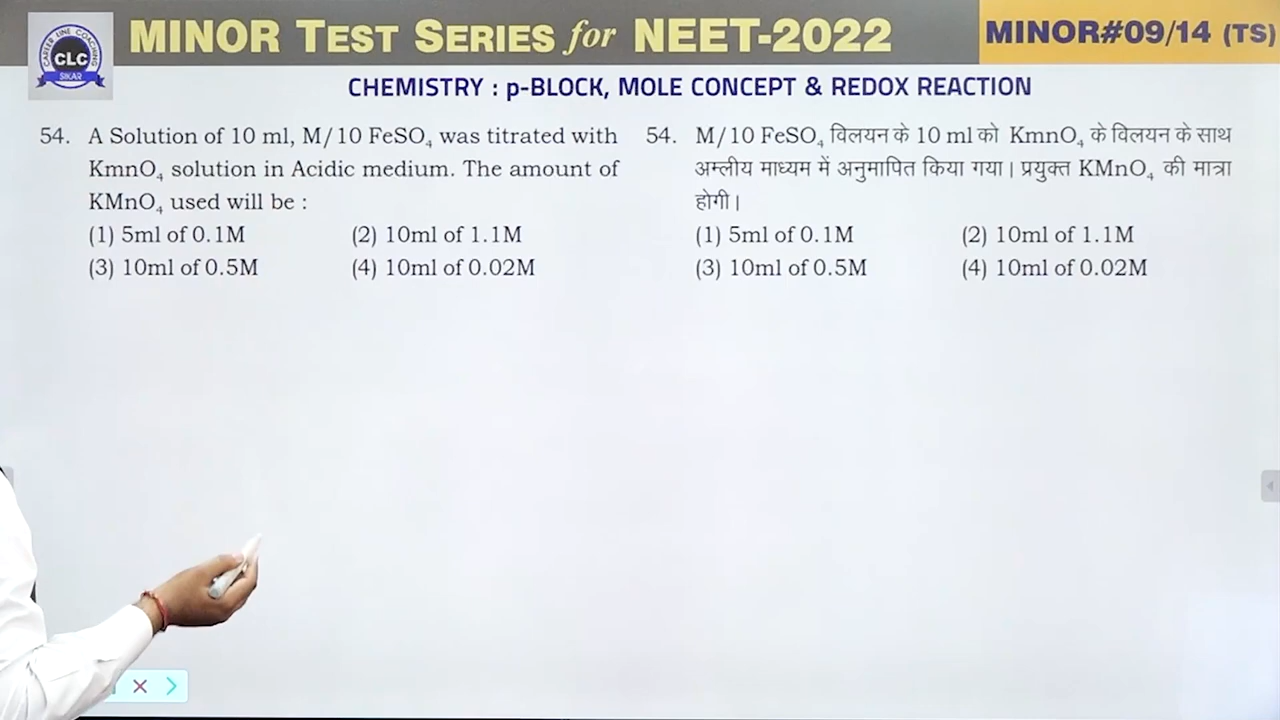 CAREER LINE COACHING
CLC
SIKAR
MINOR TEST SERIES for NEET-2022
MINOR#09/14 (TS)
CHEMISTRY : p-BLOCK, MOLE CONCEPT & REDOX REACTION
54. A Solution of 10 ml, M/10 FeSO₄ was titrated with
KmnO₄ solution in Acidic medium. The amount of
KMnO₄ used will be :
(1) 5ml of 0.1M (2) 10ml of 1.1M
(3) 10ml of 0.5M (4) 10ml of 0.02M
54. M/10 FeSO₄ विलयन के 10 ml को KmnO₄ के विलयन के साथ
अम्लीय माध्यम में अनुमापित किया गया। प्रयुक्त KMnO₄ की मात्रा
होगी।
(1) 5ml of 0.1M (2) 10ml of 1.1M
(3) 10ml of 0.5M (4) 10ml of 0.02M